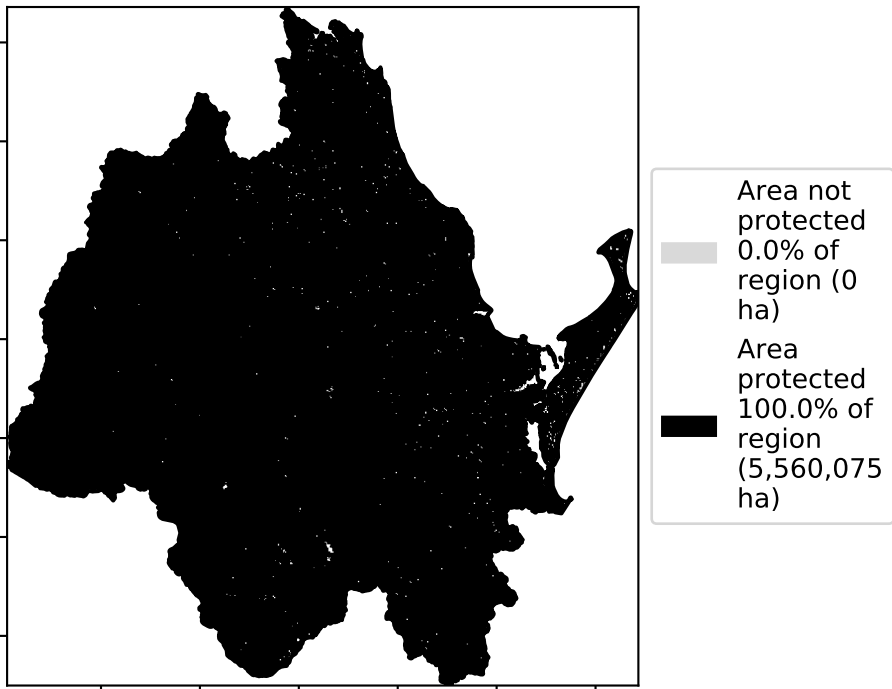 Area not
protected
0.0% of
region (0
ha)
Area
protected
100.0% of
region
(5,560,075
ha)